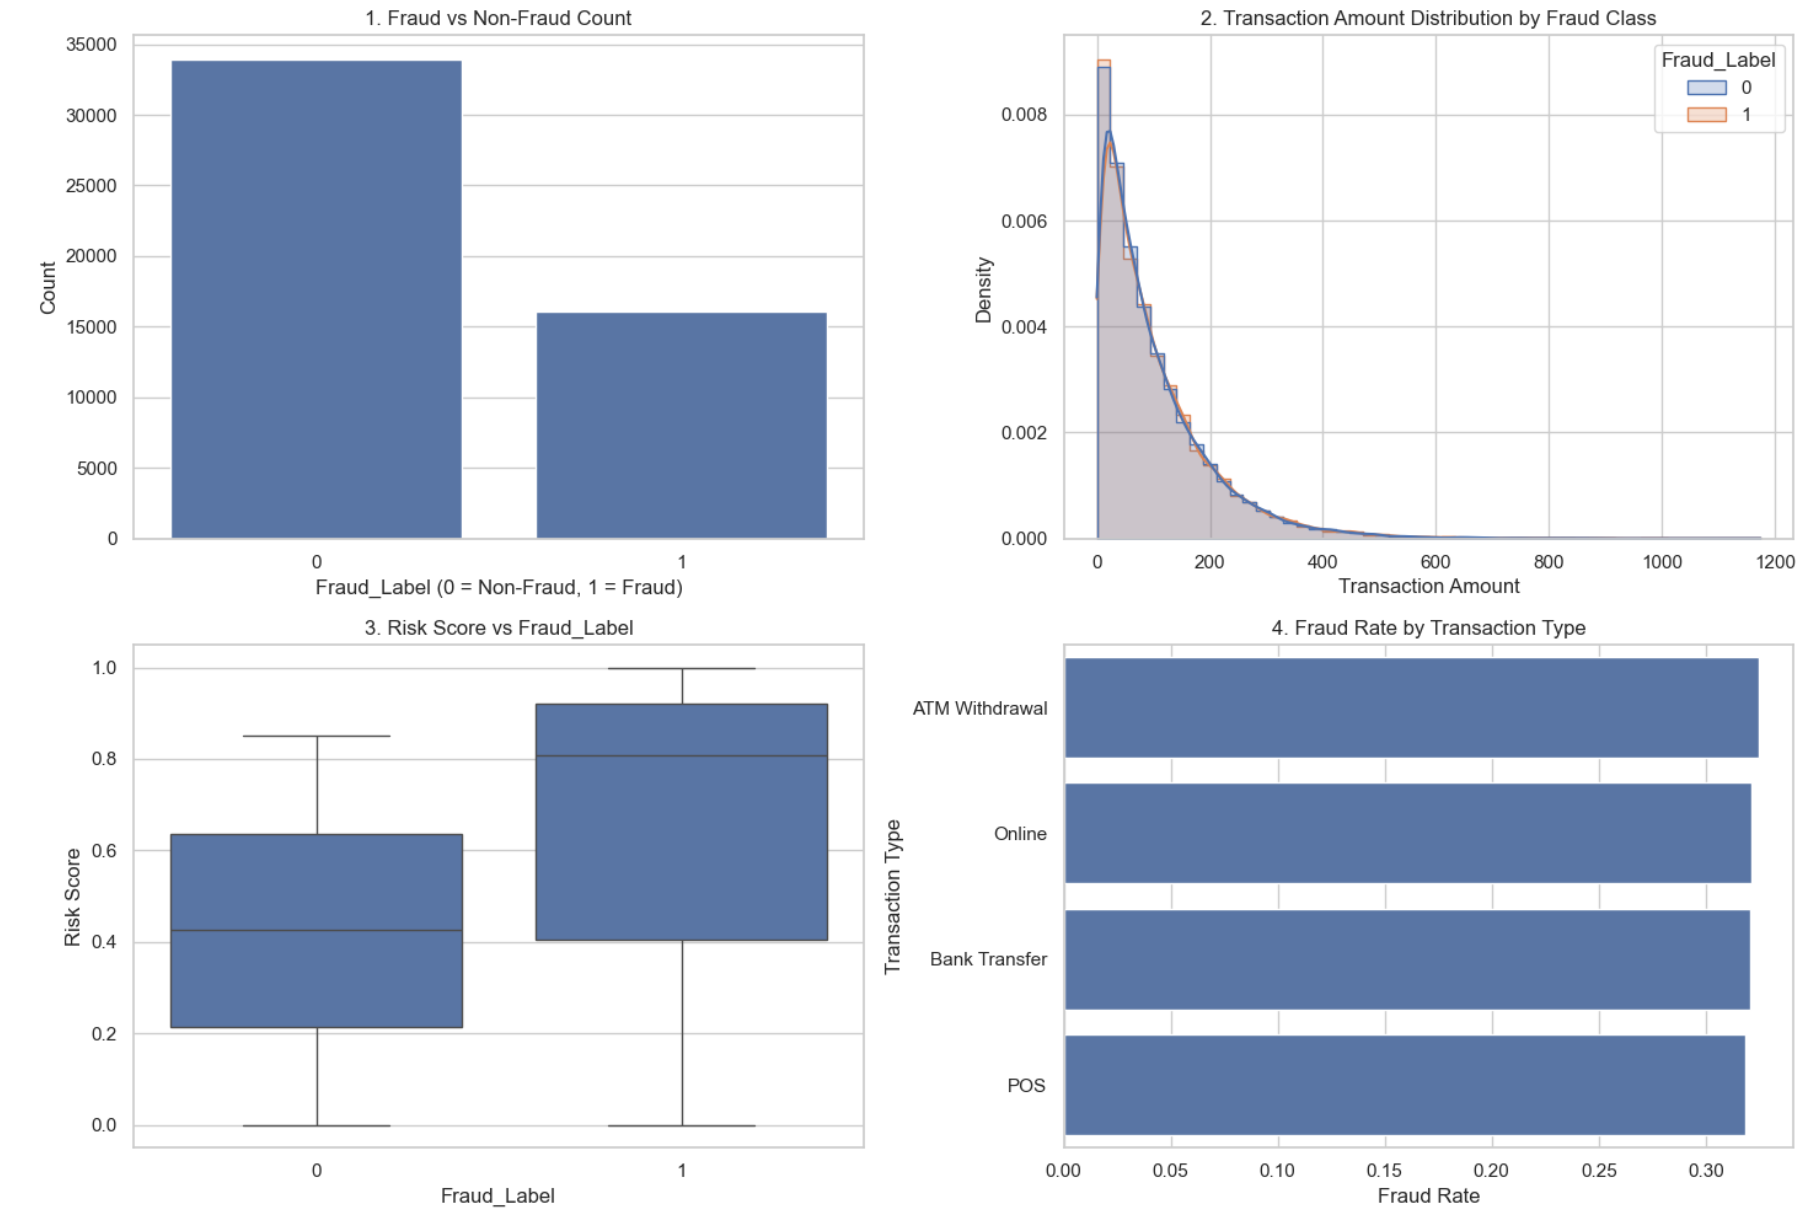 1. Fraud vs Non-Fraud Count
35000
30000
25000
20000
15000
10000
5000
0
Count
0 1
Fraud_Label (0 = Non-Fraud, 1 = Fraud)
2. Transaction Amount Distribution by Fraud Class
Fraud_Label
0
1
0.008
0.006
0.004
0.002
0.000
Density
0 200 400 600 800 1000 1200
Transaction Amount
3. Risk Score vs Fraud_Label
1.0
0.8
0.6
0.4
0.2
0.0
Risk Score
0 1
Fraud_Label
4. Fraud Rate by Transaction Type
ATM Withdrawal
Online
Bank Transfer
POS
Transaction Type
0.00 0.05 0.10 0.15 0.20 0.25 0.30
Fraud Rate